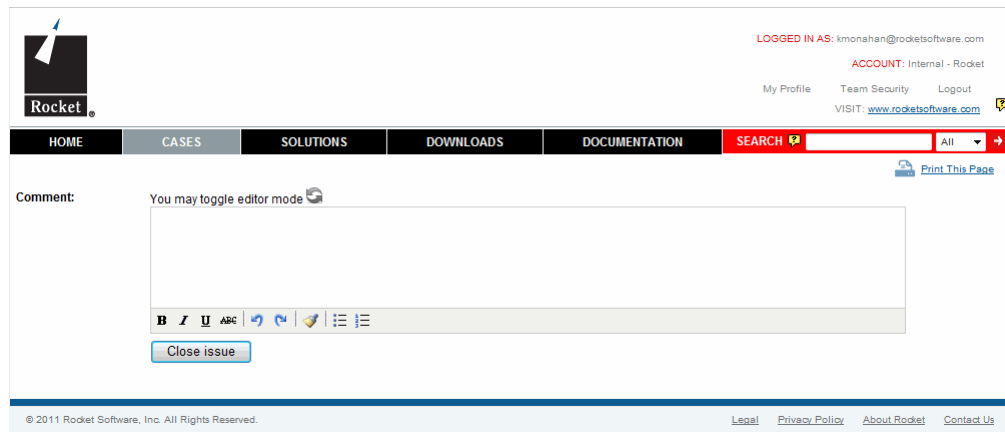 LOGGED IN AS: kmonahan@rocketsoftware.com
ACCOUNT: Internal - Rocket
My Profile Team Security Logout
VISIT: www.rocketsoftware.com ?
Rocket ®
HOME CASES SOLUTIONS DOWNLOADS DOCUMENTATION SEARCH ? All
Print This Page
Comment: You may toggle editor mode
B I U ABC
Close issue
© 2011 Rocket Software, Inc. All Rights Reserved. Legal Privacy Policy About Rocket Contact Us